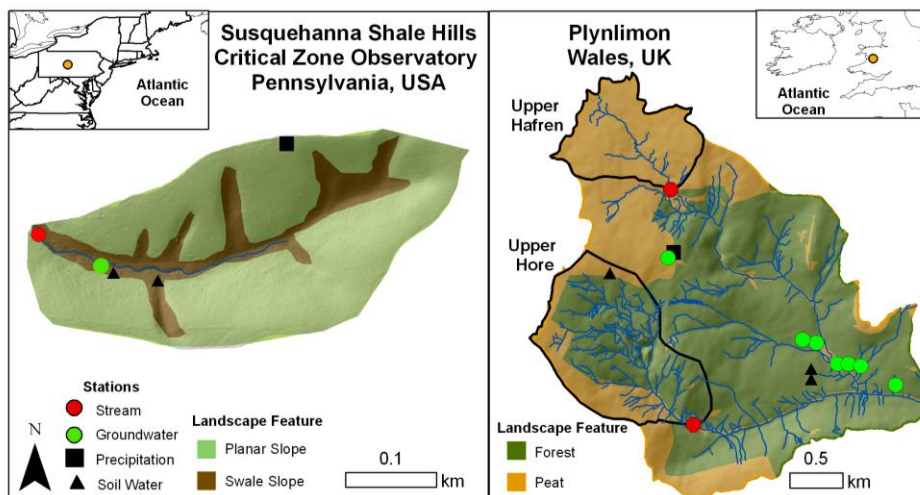 Susquehanna Shale Hills
Critical Zone Observatory
Pennsylvania, USA
Atlantic
Ocean
N
Stations
Stream
Groundwater
Precipitation
Soil Water
Landscape Feature
Planar Slope
Swale Slope
0.1
km
Plynlimon
Wales, UK
Atlantic
Ocean
Upper
Hafren
Upper
Hore
Landscape Feature
Forest
Peat
0.5
km